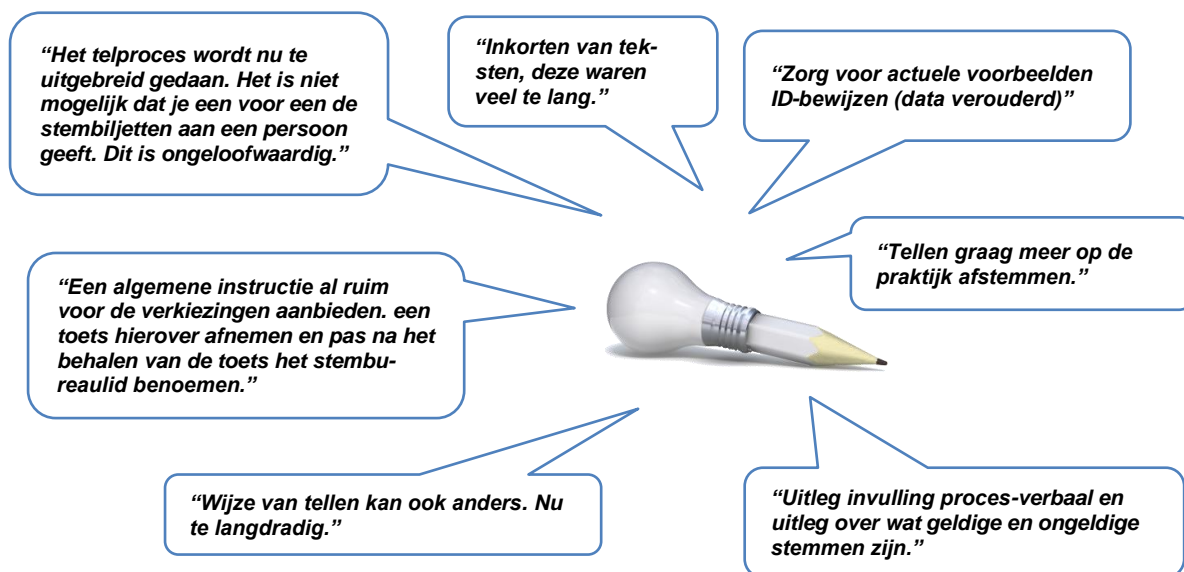 “Het telproces wordt nu te
uitgebreid gedaan. Het is niet
mogelijk dat je een voor een de
stembiljetten aan een persoon
geeft. Dit is ongeloofwaardig.”
“Inkorten van tek-
sten, deze waren
veel te lang.”
“Zorg voor actuele voorbeelden
ID-bewijzen (data verouderd)”
“Tellen graag meer op de
praktijk afstemmen.”
“Een algemene instructie al ruim
voor de verkiezingen aanbieden. een
toets hierover afnemen en pas na het
behalen van de toets het stembu-
reaulid benoemen.”
“Wijze van tellen kan ook anders. Nu
te langdradig.”
“Uitleg invulling proces-verbaal en
uitleg over wat geldige en ongeldige
stemmen zijn.”